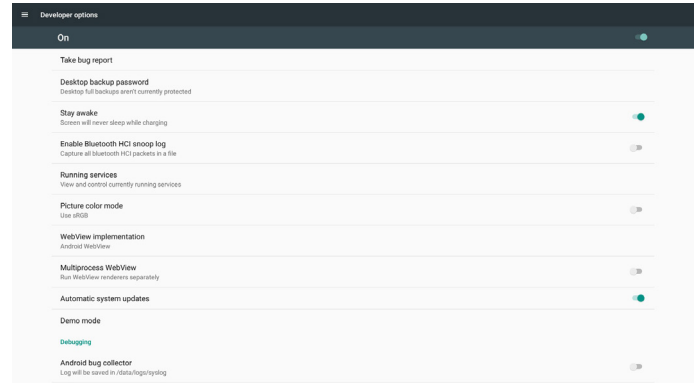 Developer options
On
Take bug report
Desktop backup password
Desktop full backups aren't currently protected
Stay awake
Screen will never sleep while charging
Enable Bluetooth HCI snoop log
Capture all bluetooth HCI packets in a file
Running services
View and control currently running services
Picture color mode
Use sRGB
WebView implementation
Android WebView
Multiprocess WebView
Run WebView renderers separately
Automatic system updates
Demo mode
Debugging
Android bug collector
Log will be saved in /data/logs/syslog